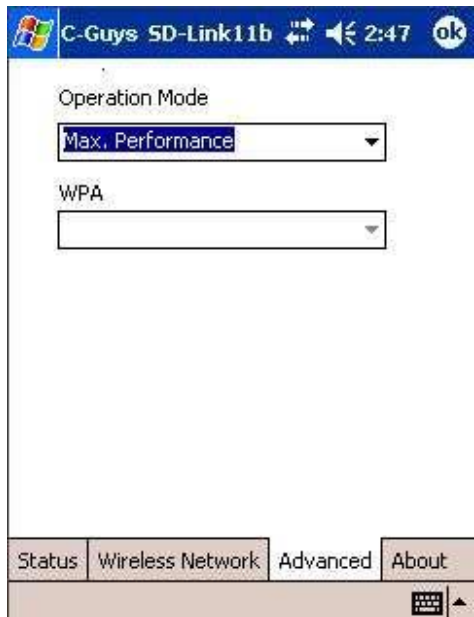 C-Guys SD-Link11b 2:47 ok
Operation Mode
Max. Performance
WPA
Status Wireless Network Advanced About